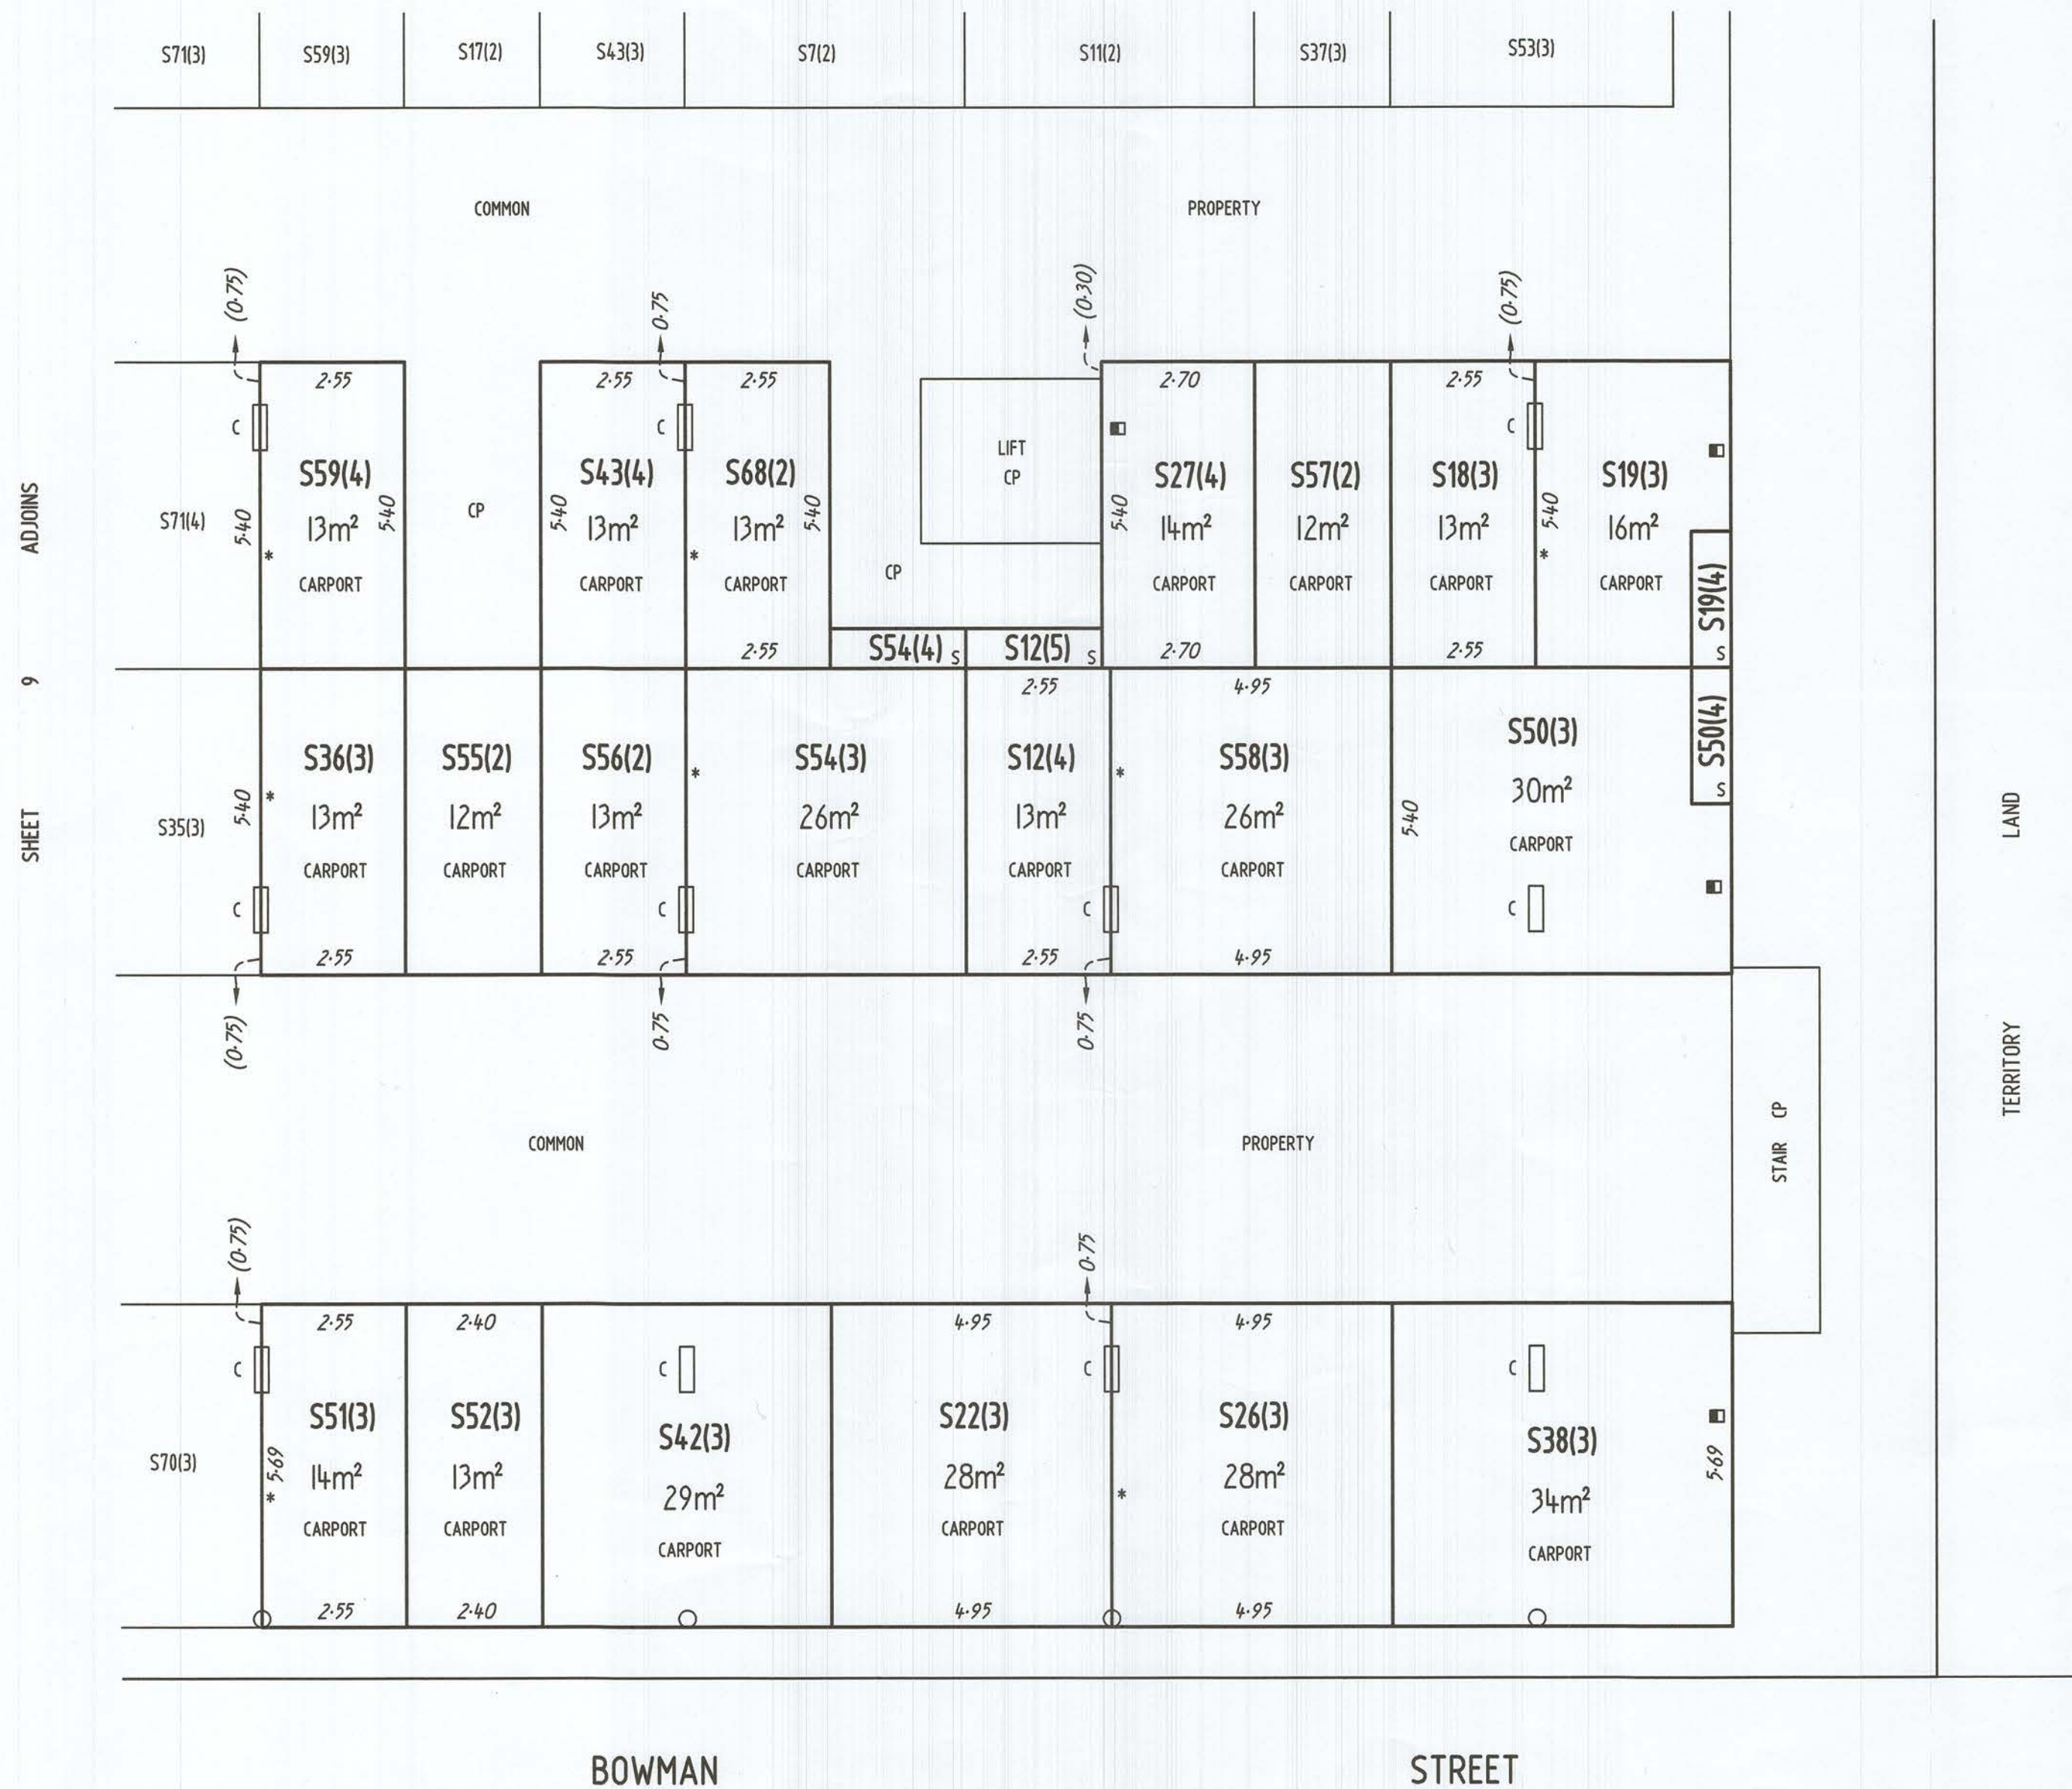 S71(3) S59(3) S17(2) S43(3) S7(2) S11(2) S37(3) S53(3)
COMMON PROPERTY
(0·75) 0·75 (0·30) (0·75)
2·55 2·55 2·55 2·70 2·55
C C C
LIFT
CP
S59(4) S43(4) S68(2) S27(4) S57(2) S18(3) S19(3)
S71(4) 5·40 5·40 CP 5·40 5·40 5·40 5·40
13m² 13m² 13m² 14m² 12m² 13m² 16m²
* * *
CP
CARPORT CARPORT CARPORT CARPORT CARPORT CARPORT CARPORT
S19(4)
S
2·55 S54(4) S S12(5) S 2·70 2·55
2·55 4·95
S50(4)
S
S36(3) S55(2) S56(2) S54(3) S12(4) S58(3) S50(3)
* * *
S35(3) 5·40 5·40
13m² 12m² 13m² 26m² 13m² 26m² 30m²
CARPORT CARPORT CARPORT CARPORT CARPORT CARPORT CARPORT
C C C C
2·55 2·55 2·55 4·95
(0·75) 0·75 0·75
COMMON PROPERTY
STAIR CP
(0·75) 0·75
2·55 2·40 4·95 4·95
C C C C
S51(3) S52(3) S42(3) S22(3) S26(3) S38(3)
S70(3) 5·69 5·69
14m² 13m² 29m² 28m² 28m² 34m²
* *
CARPORT CARPORT CARPORT CARPORT CARPORT CARPORT
2·55 2·40 4·95 4·95
SHEET 9 ADJOINS
TERRITORY LAND
BOWMAN STREET